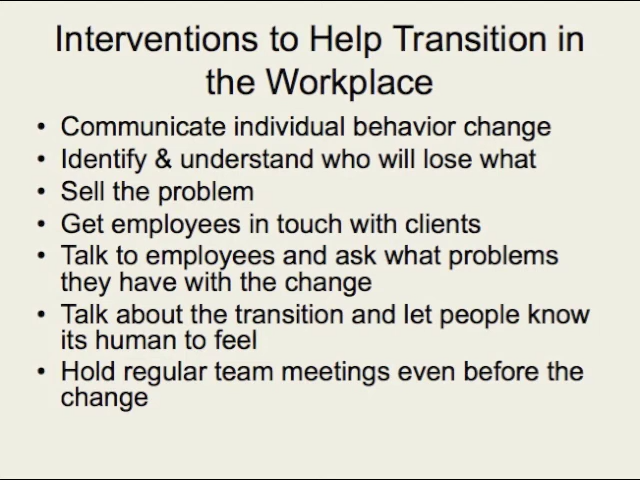 Interventions to Help Transition in
the Workplace
• Communicate individual behavior change
• Identify & understand who will lose what
• Sell the problem
• Get employees in touch with clients
• Talk to employees and ask what problems
they have with the change
• Talk about the transition and let people know
its human to feel
• Hold regular team meetings even before the
change